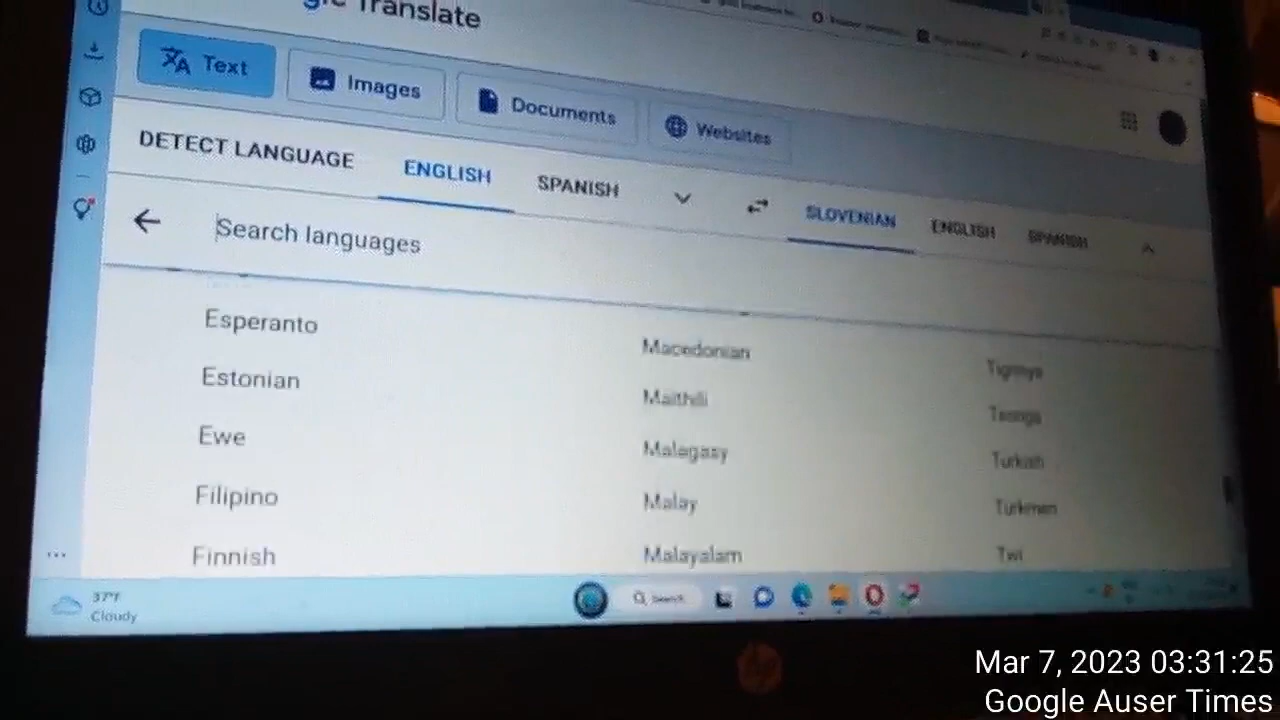 Translate
Text
Images
Documents
Websites
DETECT LANGUAGE
ENGLISH
SPANISH
SLOVENIAN
ENGLISH
SPANISH
Search languages
Esperanto
Estonian
Ewe
Filipino
Finnish
Macedonian
Maithili
Malagasy
Malay
Malayalam
Tigrinya
Tsonga
Turkish
Turkmen
Twi
37°F
Cloudy
Search
Mar 7, 2023 03:31:25
Google Auser Times